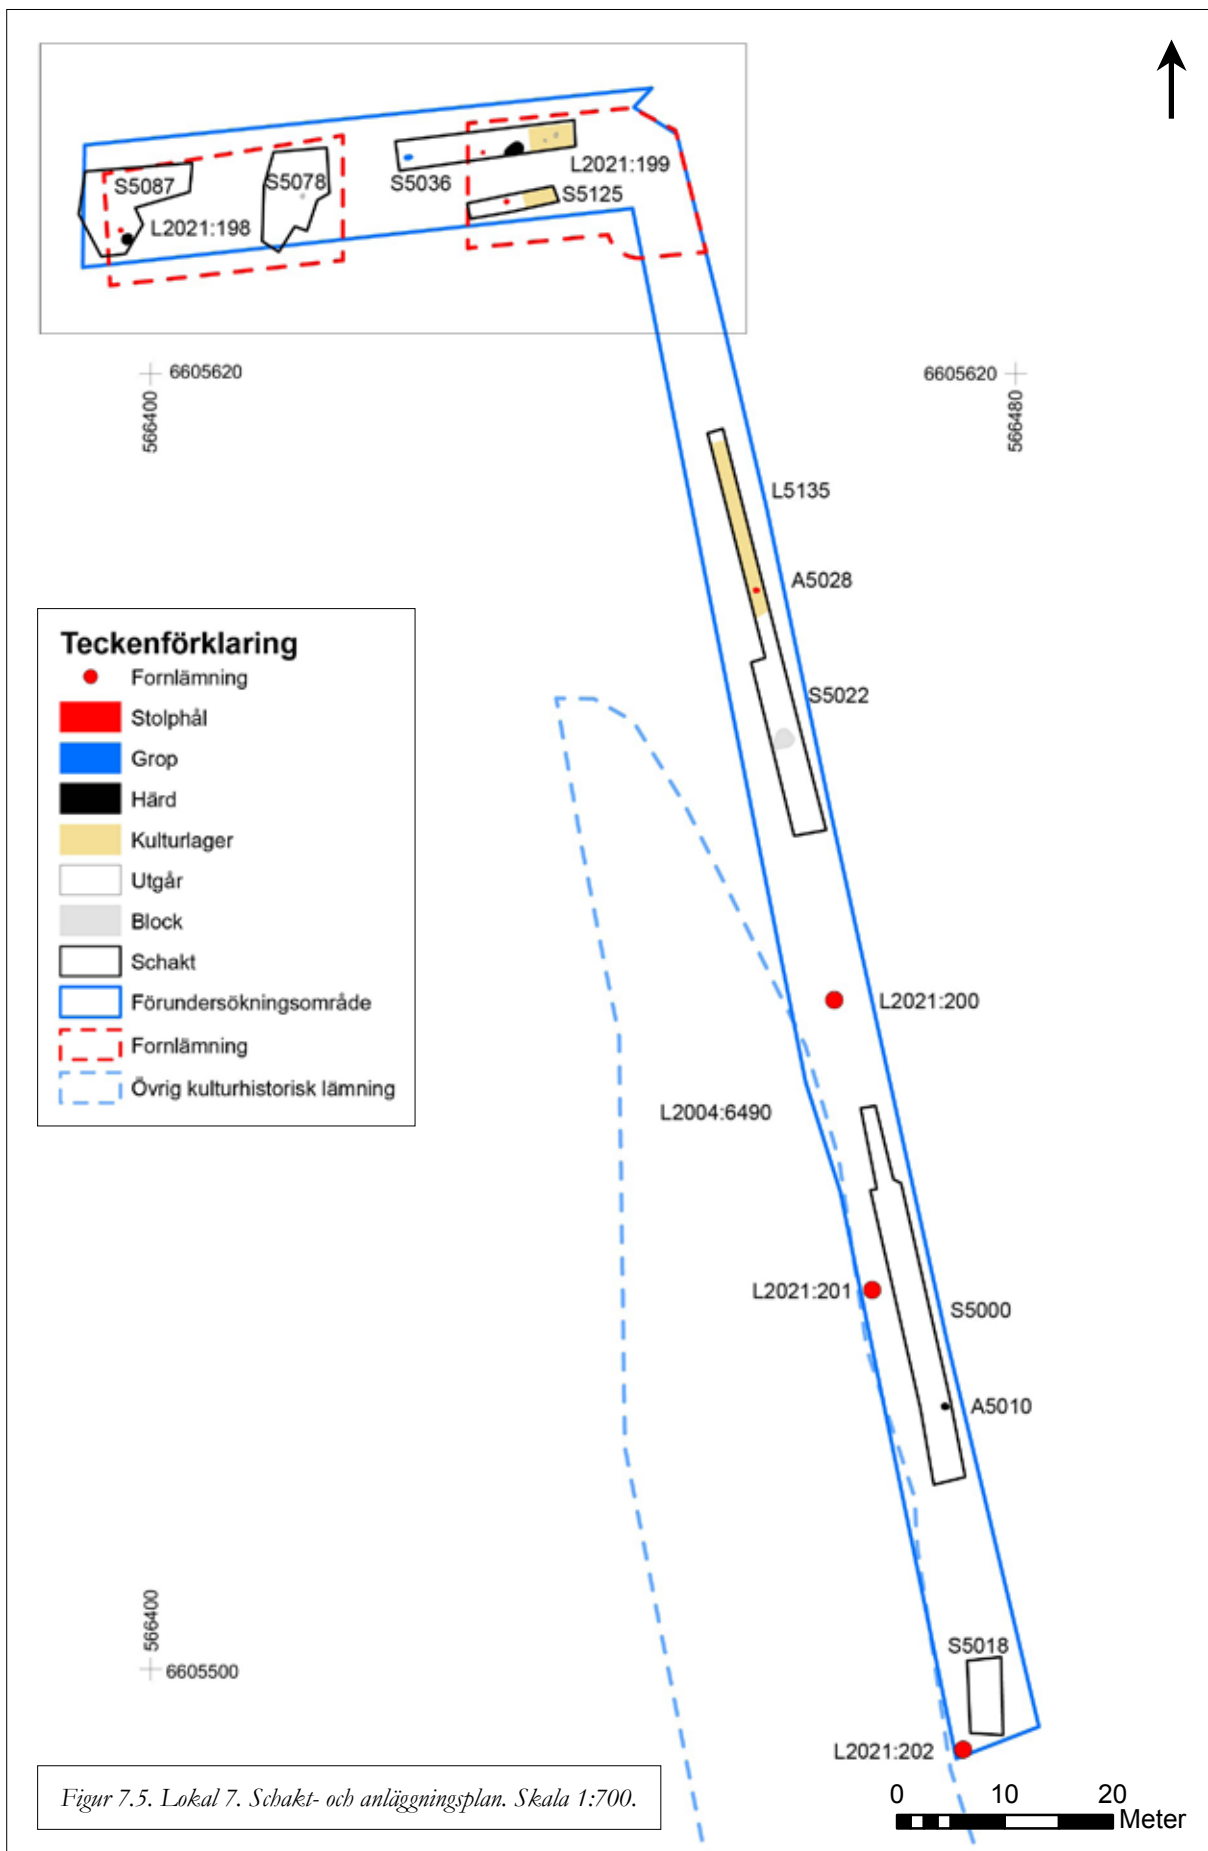 S5087
S5078
S5036
L2021:199
S5125
L2021:198
6605620
6605620
566400
566480
L5135
A5028
S5022
Teckenförklaring
Fornlämning
Stolphål
Grop
Härd
Kulturlager
Utgår
Block
Schakt
Förundersökningsområde
Fornlämning
Övrig kulturhistorisk lämning
L2021:200
L2004:6490
L2021:201
S5000
A5010
566400
6605500
S5018
L2021:202
Figur 7.5. Lokal 7. Schakt- och anläggningsplan. Skala 1:700.
0 10 20
Meter